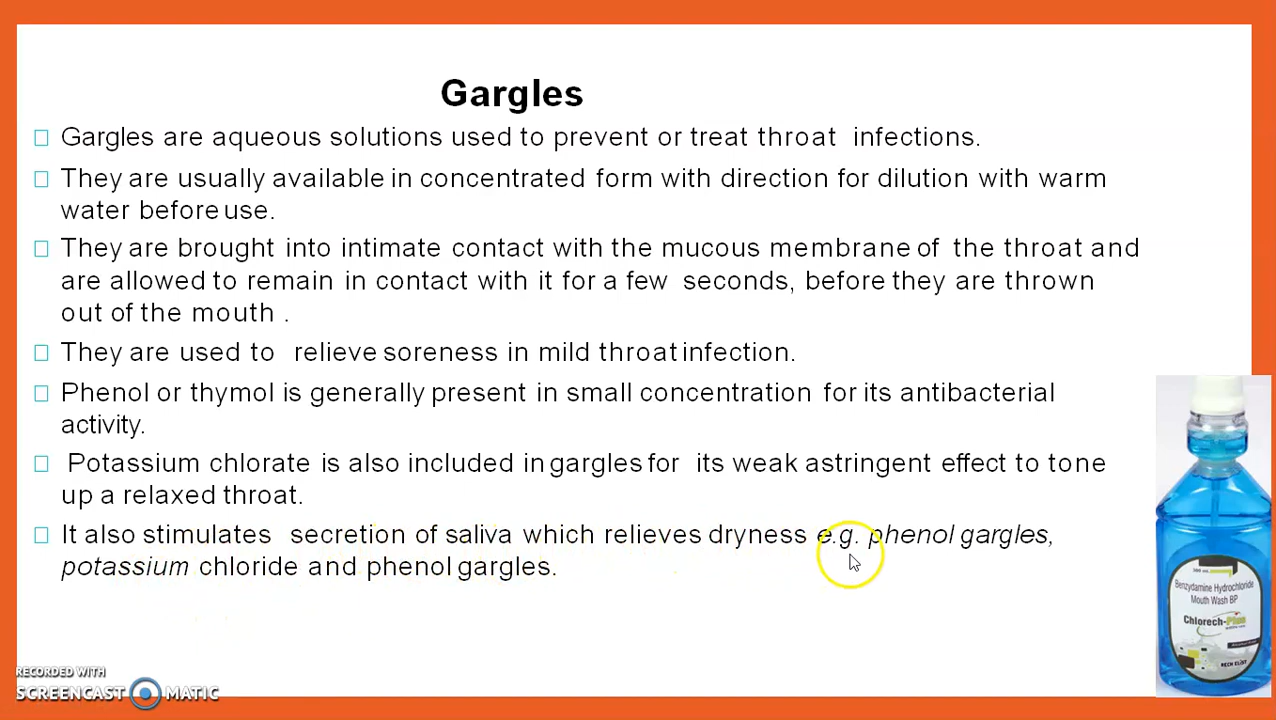 Gargles
Gargles are aqueous solutions used to prevent or treat throat infections.
They are usually available in concentrated form with direction for dilution with warm
water before use.
They are brought into intimate contact with the mucous membrane of the throat and
are allowed to remain in contact with it for a few seconds, before they are thrown
out of the mouth .
They are used to relieve soreness in mild throat infection.
Phenol or thymol is generally present in small concentration for its antibacterial
activity.
Potassium chlorate is also included in gargles for its weak astringent effect to tone
up a relaxed throat.
It also stimulates secretion of saliva which relieves dryness e.g. phenol gargles,
potassium chloride and phenol gargles.
Benzydamine Hydrochloride
Mouth Wash BP
Chlorech-Plus
RECORDED WITH
SCREENCAST MATIC